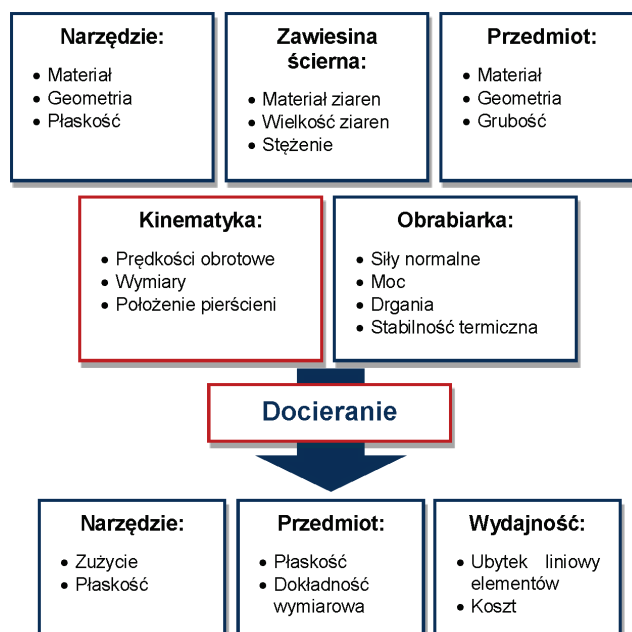 Narzędzie:
• Materiał
• Geometria
• Płaskość
Zawiesina
ścierna:
• Materiał ziaren
• Wielkość ziaren
• Stężenie
Przedmiot:
• Materiał
• Geometria
• Grubość
Kinematyka:
• Prędkości obrotowe
• Wymiary
• Położenie pierścieni
Obrabiarka:
• Siły normalne
• Moc
• Drgania
• Stabilność termiczna
Docieranie
Narzędzie:
• Zużycie
• Płaskość
Przedmiot:
• Płaskość
• Dokładność
wymiarowa
Wydajność:
• Ubytek liniowy
elementów
• Koszt